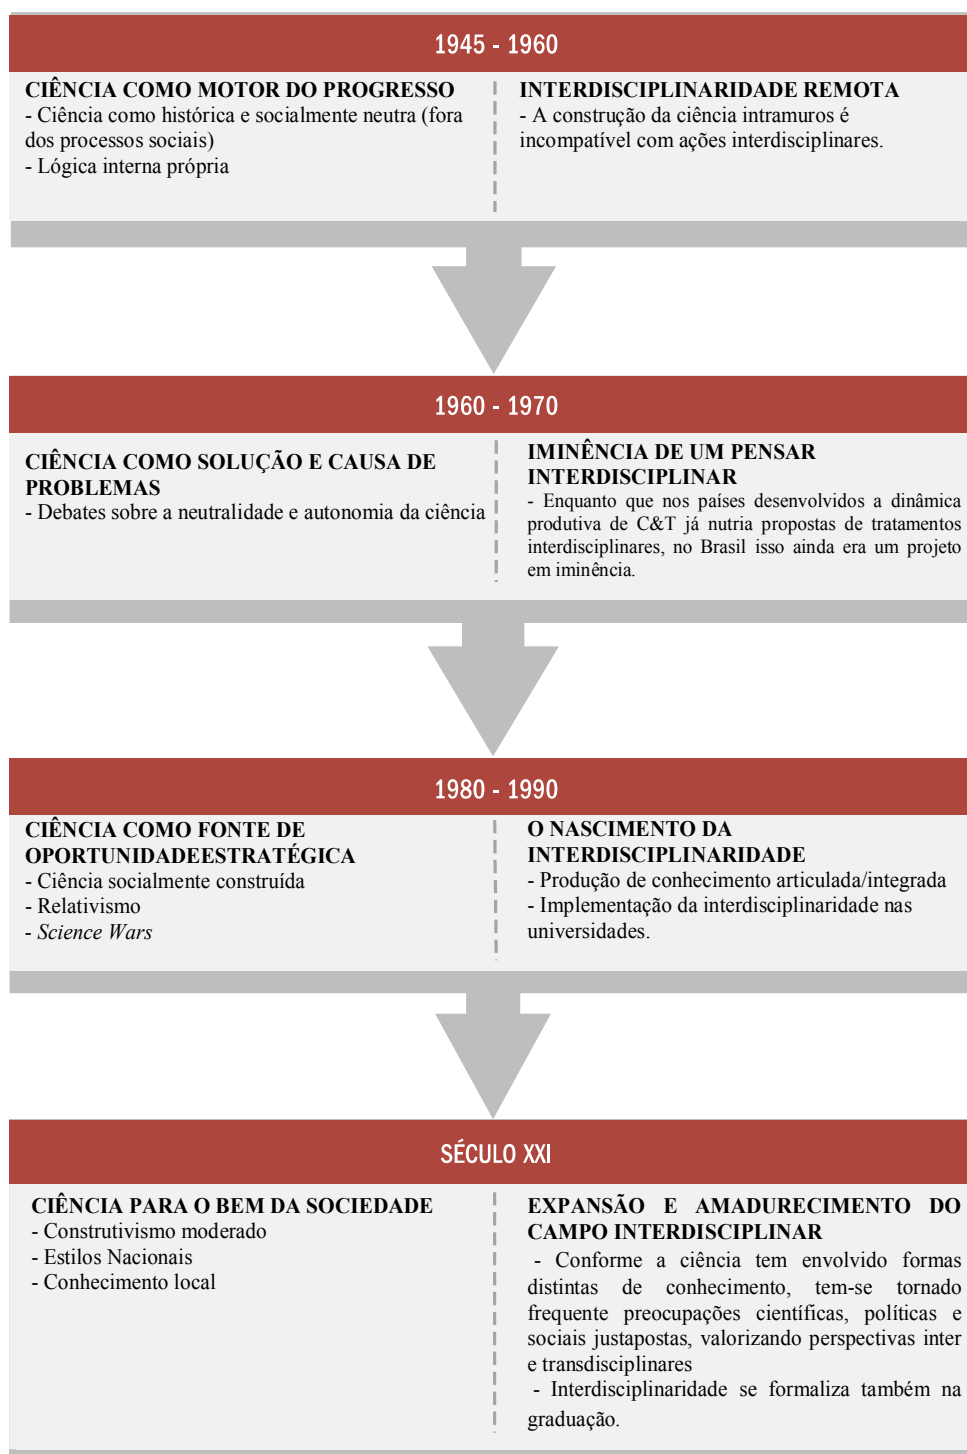 1945 - 1960
CIÊNCIA COMO MOTOR DO PROGRESSO
- Ciência como histórica e socialmente neutra (fora
dos processos sociais)
- Lógica interna própria
INTERDISCIPLINARIDADE REMOTA
- A construção da ciência intramuros é
incompatível com ações interdisciplinares.
1960 - 1970
CIÊNCIA COMO SOLUÇÃO E CAUSA DE
PROBLEMAS
- Debates sobre a neutralidade e autonomia da ciência
IMINÊNCIA DE UM PENSAR
INTERDISCIPLINAR
- Enquanto que nos países desenvolvidos a dinâmica
produtiva de C&T já nutria propostas de tratamentos
interdisciplinares, no Brasil isso ainda era um projeto
em iminência.
1980 - 1990
CIÊNCIA COMO FONTE DE
OPORTUNIDADEESTRATÉGICA
- Ciência socialmente construída
- Relativismo
- Science Wars
O NASCIMENTO DA
INTERDISCIPLINARIDADE
- Produção de conhecimento articulada/integrada
- Implementação da interdisciplinaridade nas
universidades.
SÉCULO XXI
CIÊNCIA PARA O BEM DA SOCIEDADE
- Construtivismo moderado
- Estilos Nacionais
- Conhecimento local
EXPANSÃO E AMADURECIMENTO DO
CAMPO INTERDISCIPLINAR
- Conforme a ciência tem envolvido formas
distintas de conhecimento, tem-se tornado
frequente preocupações científicas, políticas e
sociais justapostas, valorizando perspectivas inter
e transdisciplinares
- Interdisciplinaridade se formaliza também na
graduação.